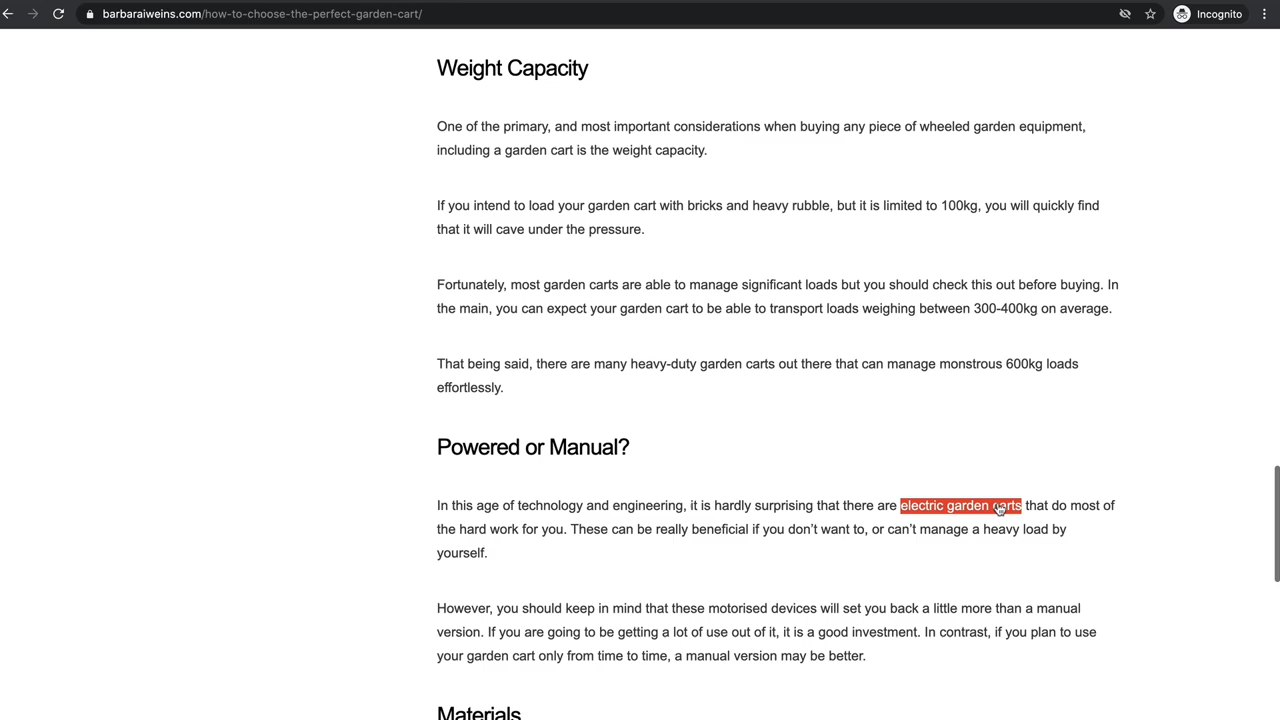 barbaraiweins.com/how-to-choose-the-perfect-garden-cart/
Incognito
Weight Capacity
One of the primary, and most important considerations when buying any piece of wheeled garden equipment,
including a garden cart is the weight capacity.
If you intend to load your garden cart with bricks and heavy rubble, but it is limited to 100kg, you will quickly find
that it will cave under the pressure.
Fortunately, most garden carts are able to manage significant loads but you should check this out before buying. In
the main, you can expect your garden cart to be able to transport loads weighing between 300-400kg on average.
That being said, there are many heavy-duty garden carts out there that can manage monstrous 600kg loads
effortlessly.
Powered or Manual?
In this age of technology and engineering, it is hardly surprising that there are electric garden carts that do most of
the hard work for you. These can be really beneficial if you don’t want to, or can’t manage a heavy load by
yourself.
However, you should keep in mind that these motorised devices will set you back a little more than a manual
version. If you are going to be getting a lot of use out of it, it is a good investment. In contrast, if you plan to use
your garden cart only from time to time, a manual version may be better.
Materials